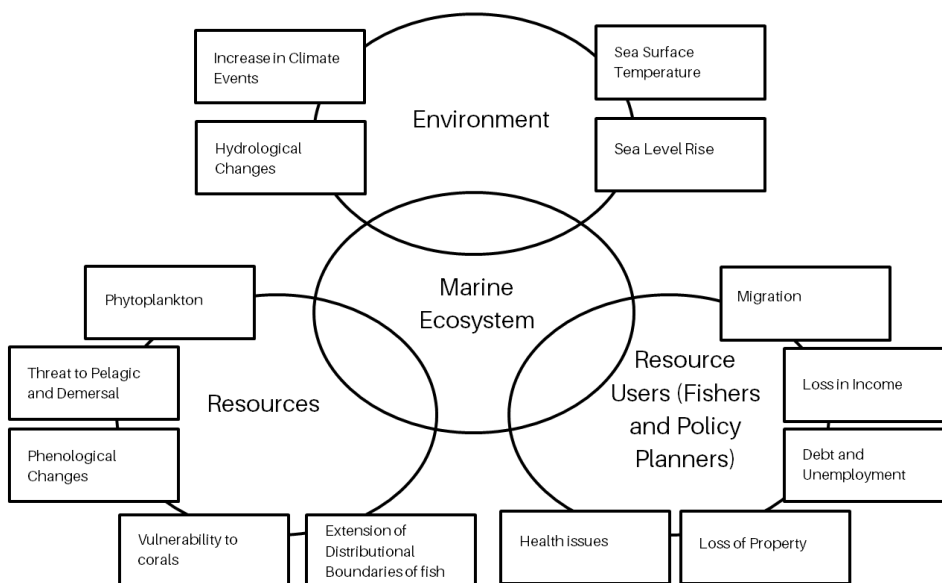 Increase in Climate
Events
Sea Surface
Temperature
Environment
Hydrological
Changes
Sea Level Rise
Marine
Ecosystem
Phytoplankton
Threat to Pelagic
and Demersal
Resources
Phenological
Changes
Vulnerability to
corals
Extension of
Distributional
Boundaries of fish
Migration
Resource
Users (Fishers
and Policy
Planners)
Loss in Income
Debt and
Unemployment
Health issues
Loss of Property